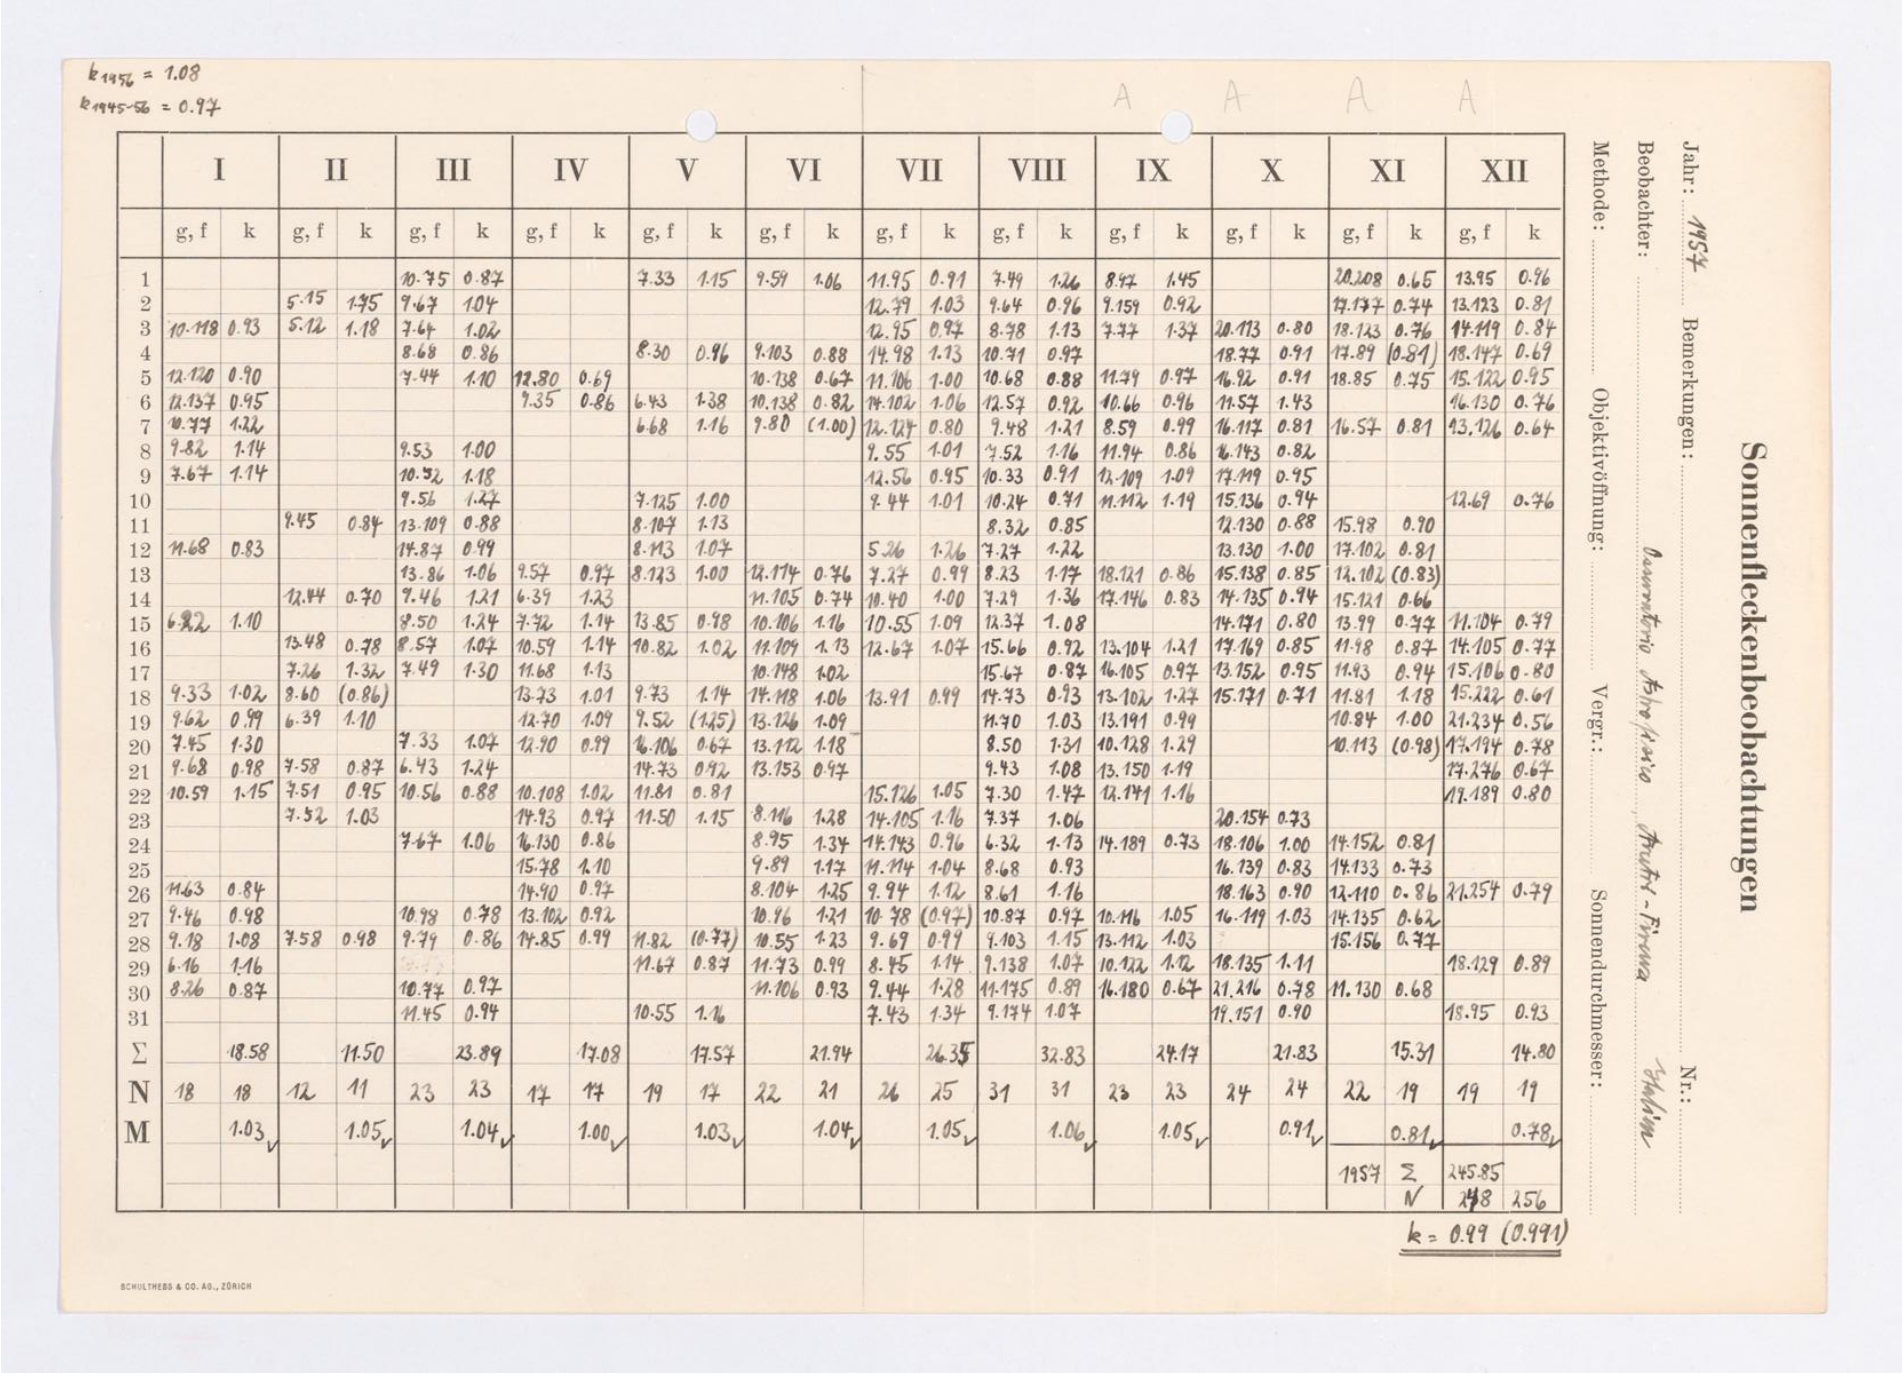 k1956 = 1.08
k1945-56 = 0.97
A A A A
I II III IV V VI VII VIII IX X XI XII
g, f k g, f k g, f k g, f k g, f k g, f k g, f k g, f k g, f k g, f k g, f k g, f k
1 10.75 0.87 7.33 1.15 9.59 1.06 11.95 0.91 7.49 1.26 8.97 1.45 20.208 0.65 13.95 0.96
2 5.15 1.75 9.67 1.04 12.79 1.03 9.64 0.96 9.159 0.92 17.177 0.74 13.123 0.81
3 10.118 0.93 5.12 1.18 7.64 1.02 12.95 0.97 8.78 1.13 7.77 1.37 20.113 0.80 18.123 0.76 14.119 0.84
4 8.68 0.86 8.30 0.96 9.103 0.88 14.98 1.13 10.71 0.97 18.77 0.91 17.89 (0.81) 18.147 0.69
5 12.120 0.90 7.44 1.10 12.80 0.69 10.138 0.67 11.106 1.00 10.68 0.88 11.79 0.97 16.92 0.91 18.85 0.75 15.122 0.95
6 12.137 0.95 9.35 0.86 6.43 1.38 10.138 0.82 14.102 1.06 12.57 0.92 10.66 0.96 11.57 1.43 16.130 0.76
7 10.77 1.22 6.68 1.16 9.80 (1.00) 12.124 0.80 9.48 1.21 8.59 0.99 16.117 0.81 16.57 0.81 13.126 0.64
8 9.82 1.14 9.53 1.00 9.55 1.01 7.52 1.16 11.94 0.86 16.143 0.82
9 7.67 1.14 10.52 1.18 12.56 0.95 10.33 0.91 12.109 1.09 17.119 0.95
10 9.56 1.27 7.125 1.00 9.44 1.01 10.24 0.71 11.112 1.19 15.136 0.94 12.69 0.76
11 9.45 0.84 13.109 0.88 8.107 1.13 8.32 0.85 12.130 0.88 15.98 0.90
12 11.68 0.83 14.87 0.99 8.113 1.07 5.26 1.26 7.27 1.22 13.130 1.00 17.102 0.81
13 13.86 1.06 9.57 0.97 8.123 1.00 12.114 0.76 7.27 0.99 8.23 1.17 18.121 0.86 15.138 0.85 12.102 (0.83)
14 12.44 0.70 9.46 1.21 6.39 1.23 11.105 0.74 10.40 1.00 7.29 1.36 17.146 0.83 14.135 0.94 15.121 0.66
15 6.22 1.10 8.50 1.24 7.72 1.14 13.85 0.98 10.106 1.16 10.55 1.09 12.37 1.08 14.171 0.80 13.99 0.77 11.104 0.79
16 13.48 0.78 8.57 1.07 10.59 1.14 10.82 1.02 11.109 1.13 12.67 1.07 15.66 0.92 13.104 1.21 17.169 0.85 11.98 0.87 14.105 0.77
17 7.26 1.32 7.49 1.30 11.68 1.13 10.148 1.02 15.67 0.87 16.105 0.97 13.152 0.95 11.93 0.94 15.106 0.80
18 9.33 1.02 8.60 (0.86) 13.73 1.01 9.73 1.14 14.118 1.06 13.91 0.99 14.73 0.93 13.102 1.27 15.171 0.71 11.81 1.18 15.222 0.61
19 9.62 0.99 6.39 1.10 12.70 1.09 9.52 (1.25) 13.126 1.09 11.70 1.03 13.191 0.99 10.84 1.00 21.234 0.56
20 7.45 1.30 7.33 1.07 12.90 0.99 16.106 0.67 13.112 1.18 8.50 1.31 10.128 1.29 10.113 (0.98) 17.194 0.78
21 9.68 0.98 7.58 0.87 6.43 1.24 14.73 0.92 13.153 0.97 9.43 1.08 13.150 1.19 17.276 0.67
22 10.59 1.15 7.51 0.95 10.56 0.88 10.108 1.02 11.81 0.81 15.126 1.05 7.30 1.47 12.141 1.16 19.189 0.80
23 7.52 1.03 14.93 0.97 11.50 1.15 8.116 1.28 14.105 1.16 7.37 1.06 20.154 0.73
24 7.67 1.06 16.130 0.86 8.95 1.34 14.143 0.96 6.32 1.13 14.189 0.73 18.106 1.00 14.152 0.81
25 15.78 1.10 9.89 1.17 11.114 1.04 8.68 0.93 16.139 0.83 14.133 0.73
26 11.63 0.84 14.90 0.97 8.104 1.25 9.94 1.12 8.61 1.16 18.163 0.90 12.110 0.86 21.254 0.79
27 9.46 0.98 10.98 0.78 13.102 0.92 10.96 1.21 10.78 (0.97) 10.87 0.97 10.116 1.05 16.119 1.03 14.135 0.62
28 9.18 1.08 7.58 0.98 9.79 0.86 14.85 0.99 11.82 (0.77) 10.55 1.23 9.69 0.99 9.103 1.15 13.112 1.03 15.156 0.77
29 6.16 1.16 11.67 0.87 11.73 0.99 8.45 1.14 9.138 1.07 10.122 1.12 18.135 1.11 18.129 0.89
30 8.26 0.87 10.77 0.97 11.106 0.93 9.44 1.28 11.175 0.89 16.180 0.67 21.216 0.78 11.130 0.68
31 11.45 0.94 10.55 1.16 7.43 1.34 9.174 1.07 19.151 0.90 18.95 0.93
Σ 18.58 11.50 23.89 17.08 17.57 21.94 26.35 32.83 24.17 21.83 15.31 14.80
N 18 18 12 11 23 23 17 17 19 17 22 21 26 25 31 31 23 23 24 24 22 19 19 19
M 1.03 1.05 1.04 1.00 1.03 1.04 1.05 1.06 1.05 0.91 0.81 0.78
1957 Σ 245.85
N 248 256
k = 0.99 (0.991)
SCHULTHESS & CO. AG., ZÜRICH
Sonnenfleckenbeobachtungen
Jahr: 1957 Bemerkungen: Nr.:
Beobachter: Osservatorio Astrofisico, Arcetri - Firenze Italien
Methode: Objektivöffnung: Vergr.: Sonnendurchmesser: